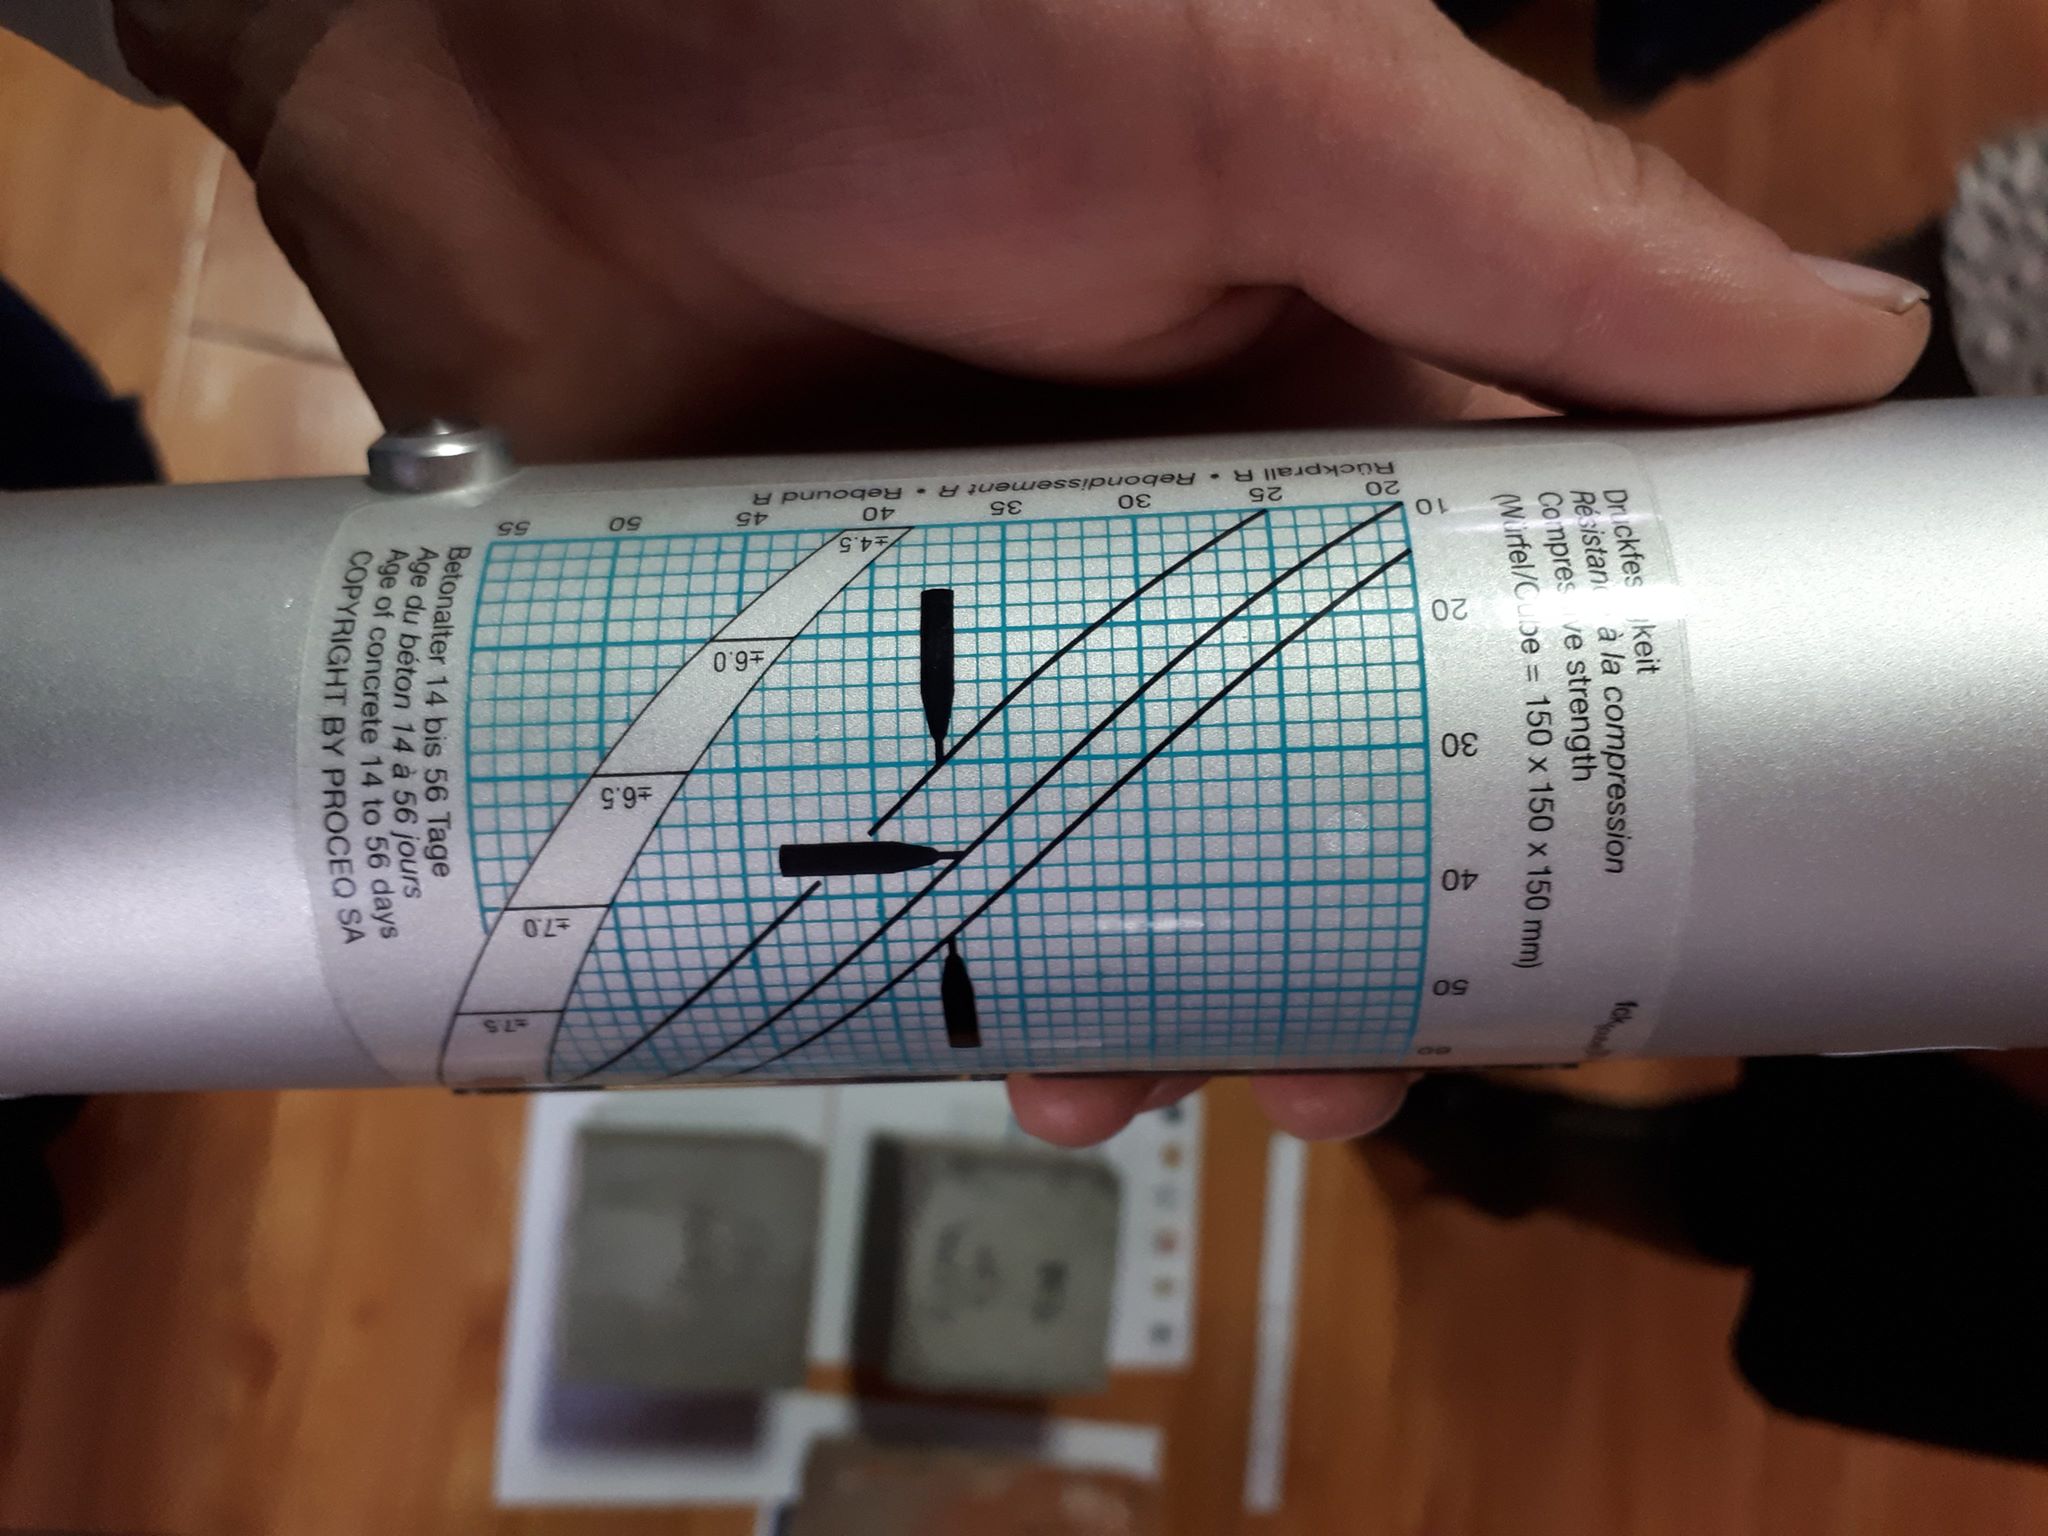 Druckfes keit
Résistanc à la compression
Compres ve strength
(Würfel/Cube = 150 x 150 x 150 mm)
10
20
30
40
50
60
Rückprall R • Rebondissement R • Rebound R
20
25
30
35
40
45
50
55
±4.5
±6.0
±6.5
±7.0
±7.5
Betonalter 14 bis 56 Tage
Age du béton 14 à 56 jours
Age of concrete 14 to 56 days
COPYRIGHT BY PROCEQ SA